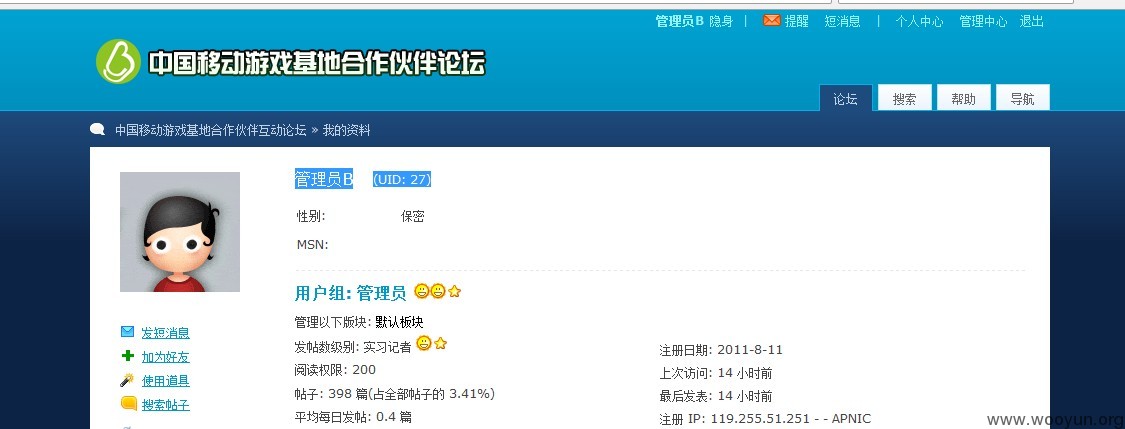 管理员B 隐身 | 提醒 短消息 | 个人中心 管理中心 退出
中国移动游戏基地合作伙伴论坛
论坛 搜索 帮助 导航
中国移动游戏基地合作伙伴互动论坛 » 我的资料
管理员B (UID: 27)
性别: 保密
MSN:
用户组: 管理员
管理以下版块: 默认板块
发帖数级别: 实习记者
阅读权限: 200
帖子: 398 篇(占全部帖子的 3.41%)
平均每日发帖: 0.4 篇
注册日期: 2011-8-11
上次访问: 14 小时前
最后发表: 14 小时前
注册 IP: 119.255.51.251 - - APNIC
发短消息
加为好友
使用道具
搜索帖子
www.wooyun.org